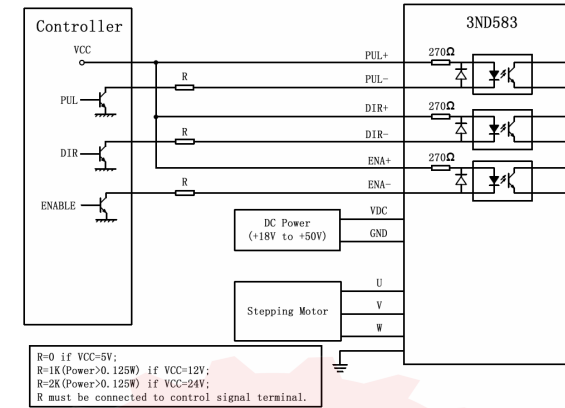 Controller
3ND583
VCC
PUL+
270Ω
PUL-
R
PUL
DIR+
270Ω
DIR-
R
DIR
ENA+
270Ω
ENA-
R
ENABLE
VDC
DC Power
(+18V to +50V)
GND
U
Stepping Motor
V
W
R=0 if VCC=5V;
R=1K(Power>0.125W) if VCC=12V;
R=2K(Power>0.125W) if VCC=24V;
R must be connected to control signal terminal.